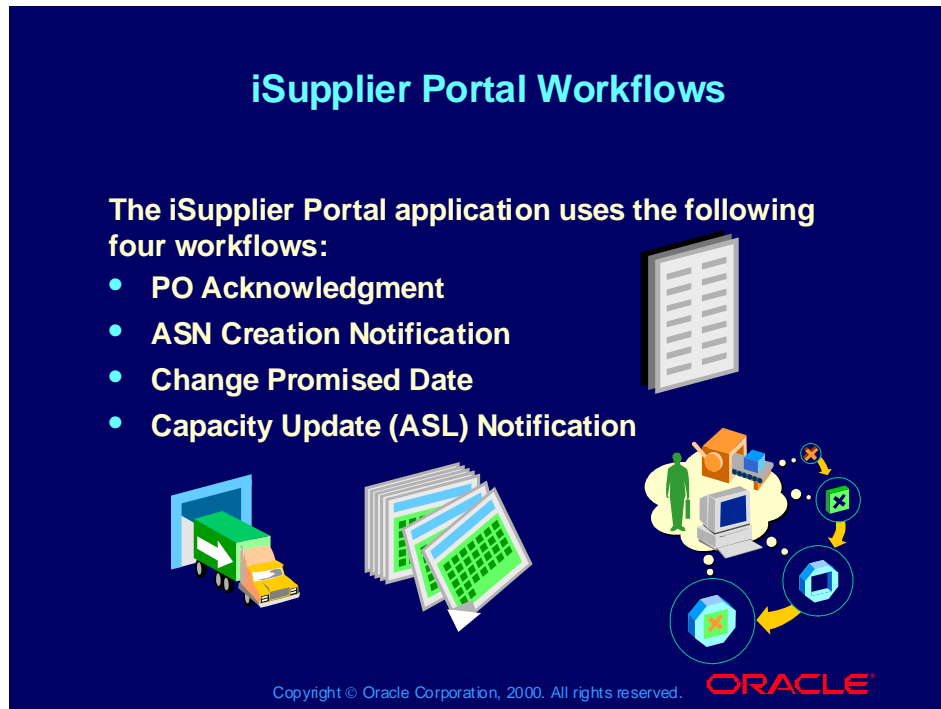 iSupplier Portal Workflows
The iSupplier Portal application uses the following
four workflows:
• PO Acknowledgment
• ASN Creation Notification
• Change Promised Date
• Capacity Update (ASL) Notification
Copyright © Oracle Corporation, 2000. All rights reserved.
ORACLE®